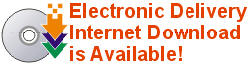 Electronic Delivery
Internet Download
is Available!